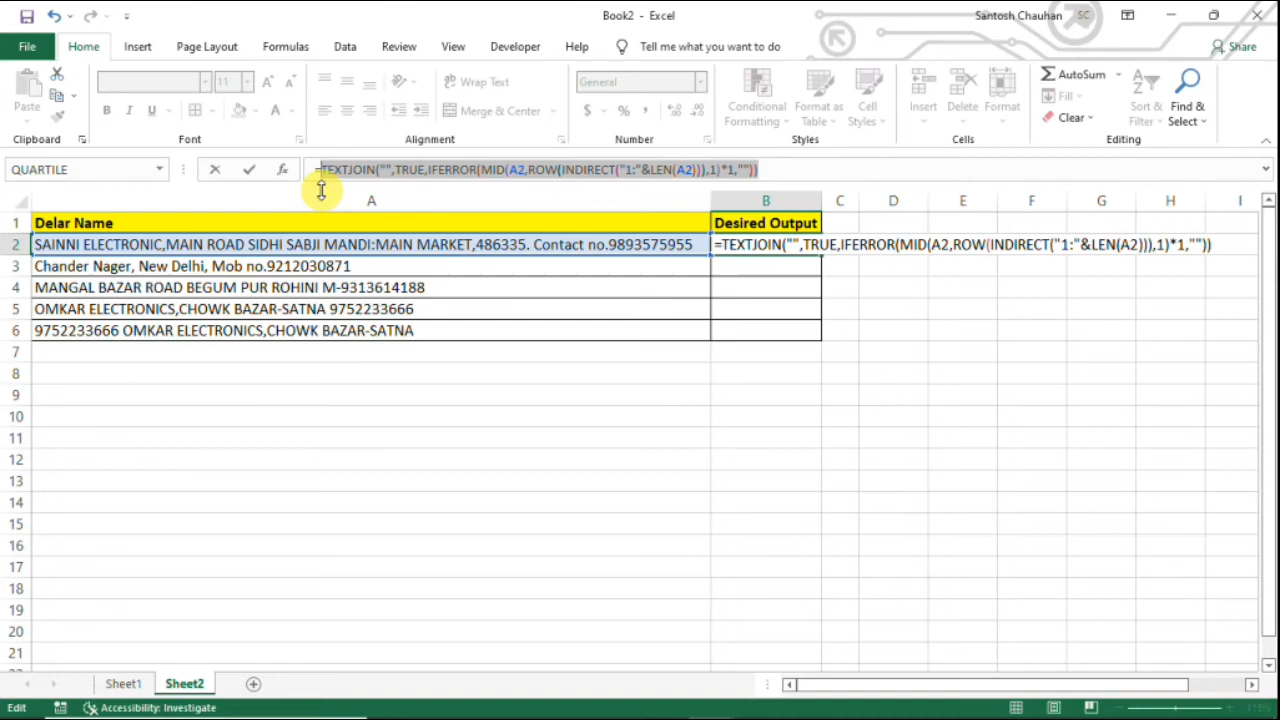 Book2 - Excel
Santosh Chauhan SC
File Home Insert Page Layout Formulas Data Review View Developer Help Tell me what you want to do Share
Paste
11
Wrap Text
General
Conditional Formatting
Format as Table
Cell Styles
Insert
Delete
Format
AutoSum
Sort & Filter
Find & Select
B I U
A
Merge & Center
$ % ,
Fill
Clear
Clipboard Font Alignment Number Styles Cells Editing
QUARTILE
fx
=TEXTJOIN("",TRUE,IFERROR(MID(A2,ROW(INDIRECT("1:"&LEN(A2))),1)*1,""))
A B C D E F G H I
1 Delar Name Desired Output
2 SAINNI ELECTRONIC,MAIN ROAD SIDHI SABJI MANDI:MAIN MARKET,486335. Contact no.9893575955 =TEXTJOIN("",TRUE,IFERROR(MID(A2,ROW(INDIRECT("1:"&LEN(A2))),1)*1,""))
3 Chander Nager, New Delhi, Mob no.9212030871
4 MANGAL BAZAR ROAD BEGUM PUR ROHINI M-9313614188
5 OMKAR ELECTRONICS,CHOWK BAZAR-SATNA 9752233666
6 9752233666 OMKAR ELECTRONICS,CHOWK BAZAR-SATNA
7
8
9
10
11
12
13
14
15
16
17
18
19
20
21
Sheet1 Sheet2
Edit Accessibility: Investigate 115%